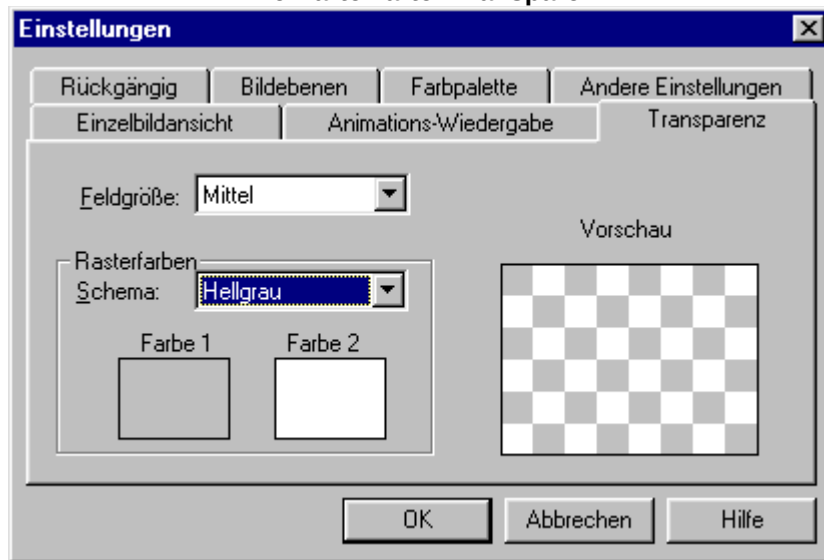 Einstellungen
Rückgängig Bildebenen Farbpalette Andere Einstellungen
Einzelbildansicht Animations-Wiedergabe Transparenz
Feldgröße: Mittel
Vorschau
Rasterfarben
Schema: Hellgrau
Farbe 1 Farbe 2
OK Abbrechen Hilfe